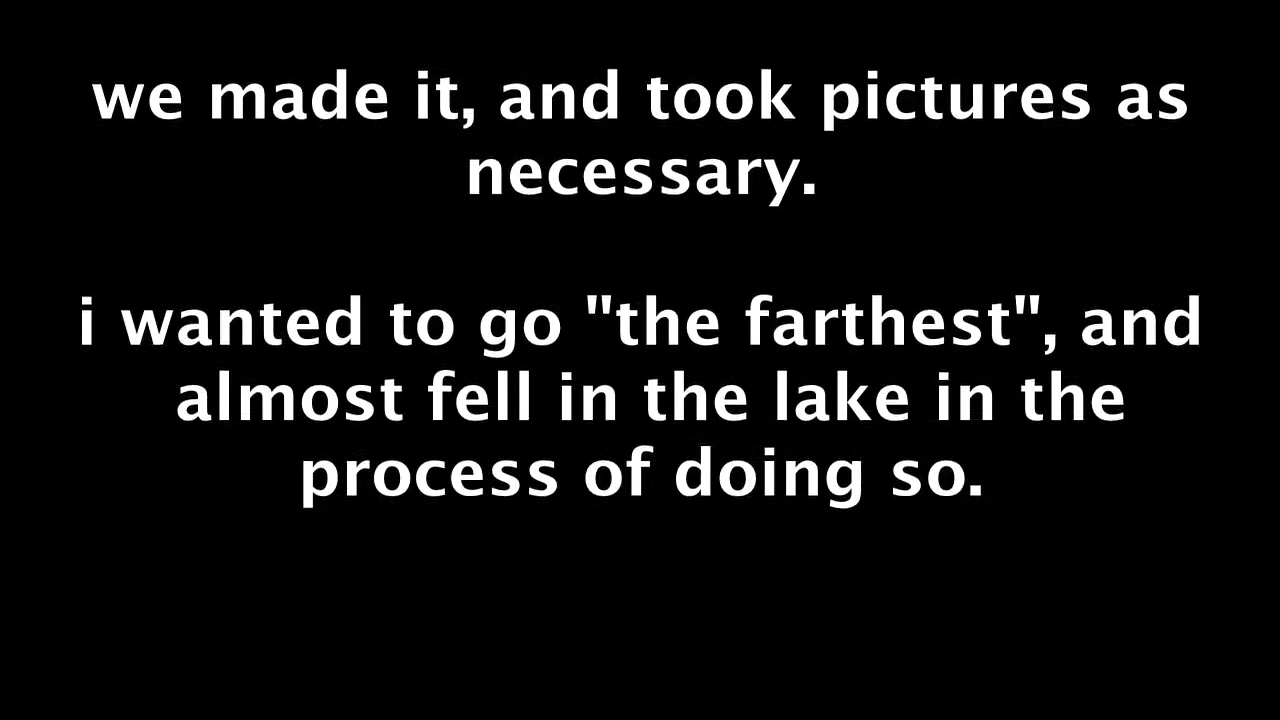 we made it, and took pictures as
necessary.
i wanted to go "the farthest", and
almost fell in the lake in the
process of doing so.